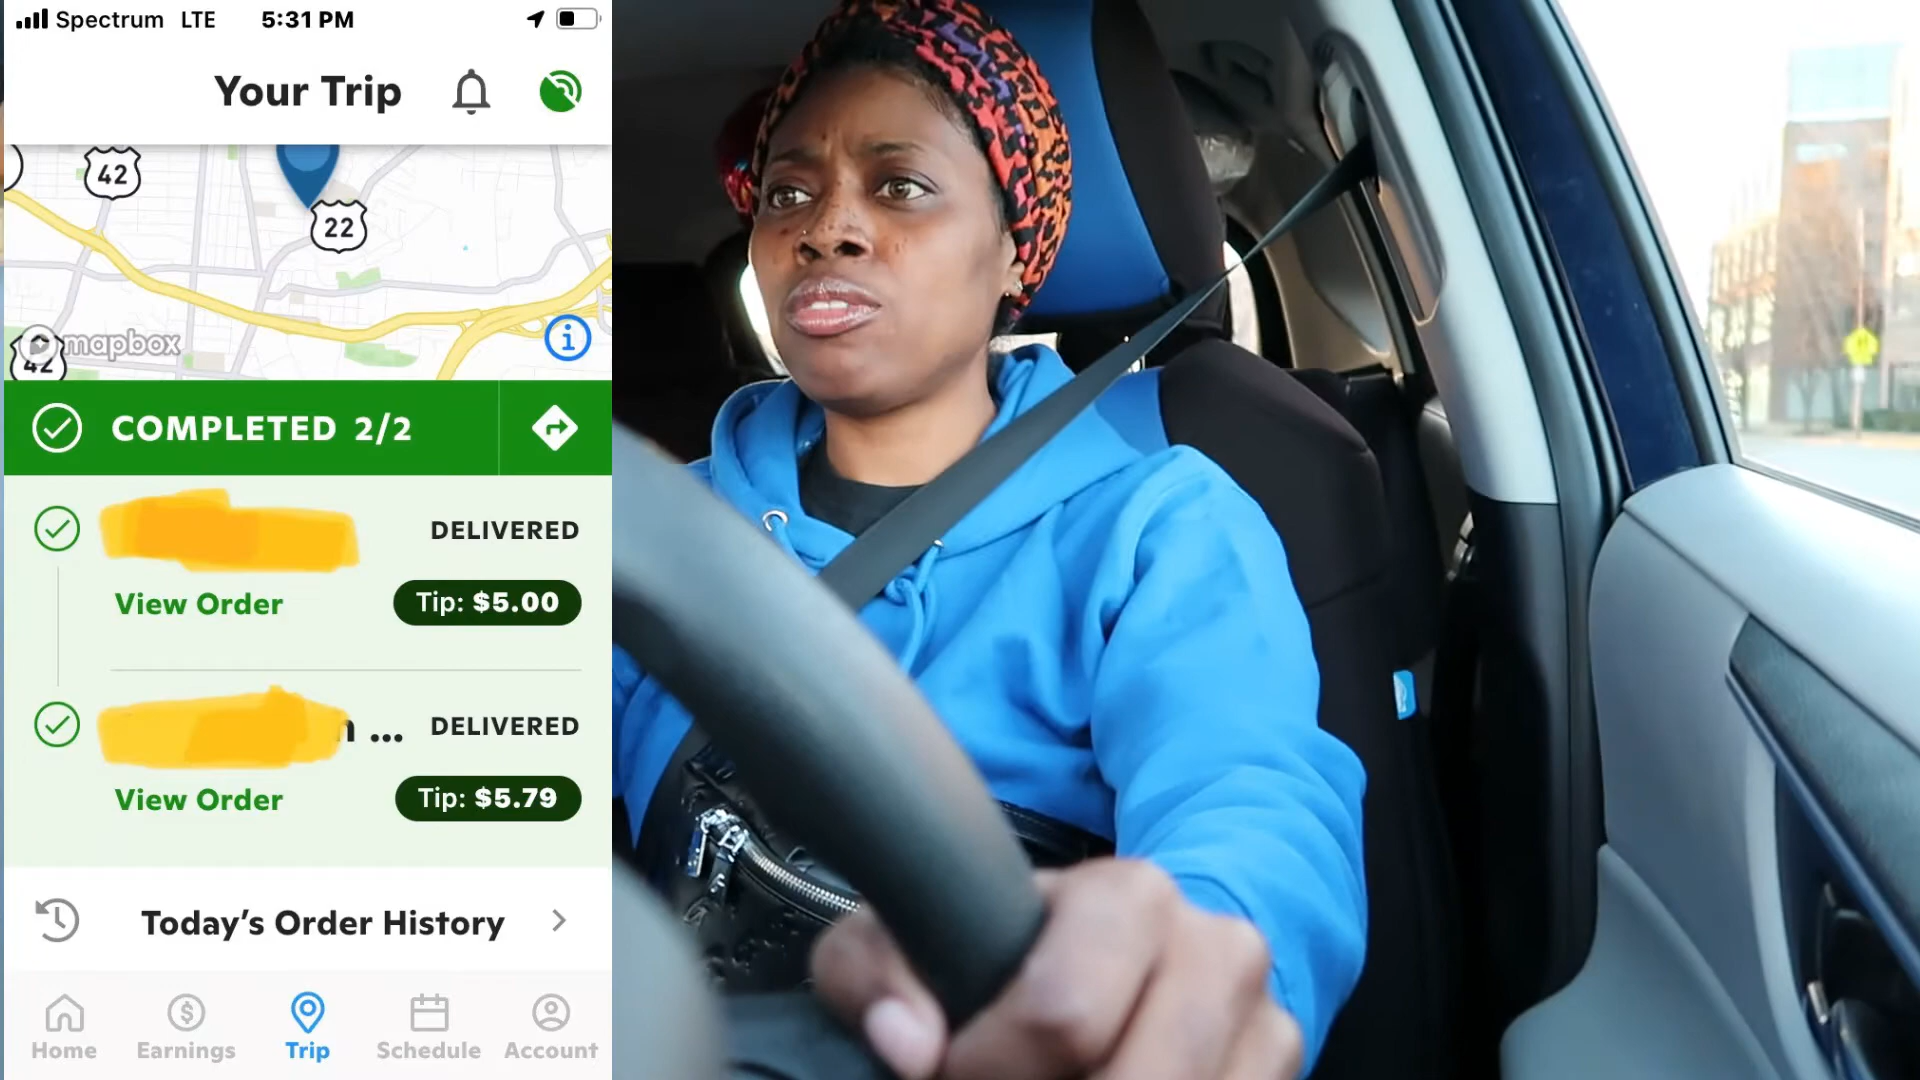 Spectrum LTE 5:31 PM
Your Trip
42
22
mapbox
42
COMPLETED 2/2
DELIVERED
View Order Tip: $5.00
n ... DELIVERED
View Order Tip: $5.79
Today's Order History
Home Earnings Trip Schedule Account